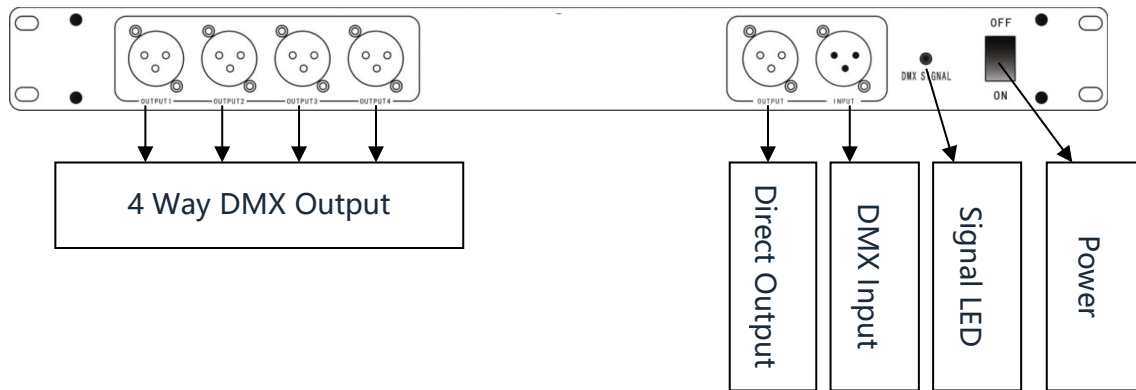 OFF
DMX SIGNAL
ON
OUTPUT1
OUTPUT2
OUTPUT3
OUTPUT4
OUTPUT
INPUT
4 Way DMX Output
Direct Output
DMX Input
Signal LED
Power